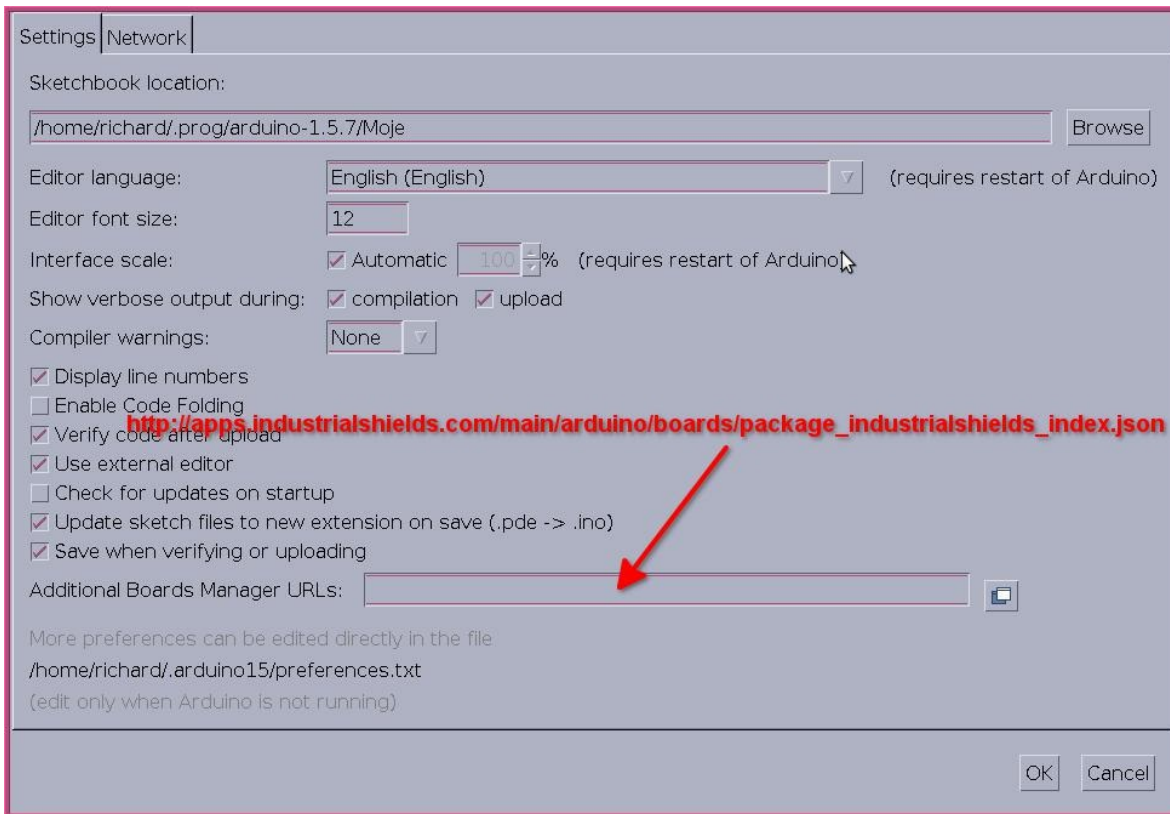 Settings Network
Sketchbook location:
/home/richard/.prog/arduino-1.5.7/Moje Browse
Editor language: English (English) (requires restart of Arduino)
Editor font size: 12
Interface scale: Automatic 100 % (requires restart of Arduino)
Show verbose output during: compilation upload
Compiler warnings: None
Display line numbers
Enable Code Folding
http://apps.industrialshields.com/main/arduino/boards/package_industrialshields_index.json
Verify code after upload
Use external editor
Check for updates on startup
Update sketch files to new extension on save (.pde -> .ino)
Save when verifying or uploading
Additional Boards Manager URLs:
More preferences can be edited directly in the file
/home/richard/.arduino15/preferences.txt
(edit only when Arduino is not running)
OK Cancel